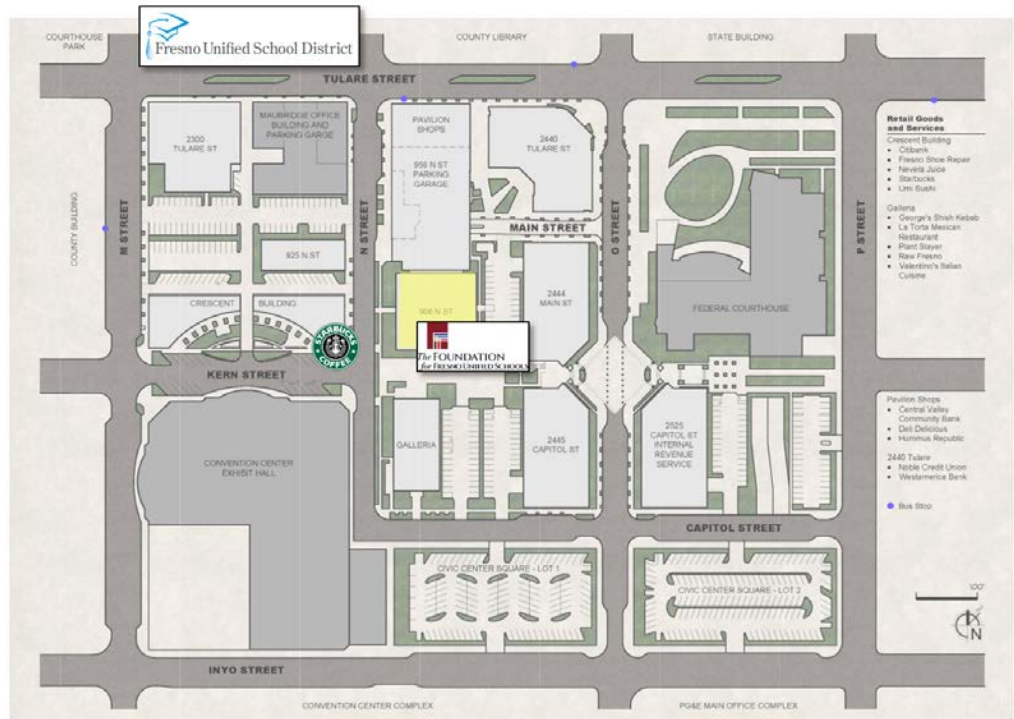 Fresno Unified School District
COURTHOUSE
PARK
COUNTY LIBRARY
STATE BUILDING
TULARE STREET
2300
TULARE ST
MAUBRIDGE OFFICE
BUILDING AND
PARKING GARGE
PAVILION
SHOPS
956 N ST
PARKING
GARAGE
2440
TULARE ST
Retail Goods
and Services
Crescent Building
• Citibank
• Fresno Shoe Repair
• Nevera Juice
• Starbucks
• Umi Sushi
Galleria
• George's Shish Kebab
• La Torta Mexican
Restaurant
• Plant Slayer
• Raw Fresno
• Valentino's Italian
Cuisine
COUNTY BUILDING
M STREET
N STREET
MAIN STREET
O STREET
P STREET
925 N ST
CRESCENT BUILDING
906 N ST
2444
MAIN ST
FEDERAL COURTHOUSE
STARBUCKS
COFFEE
The FOUNDATION
for FRESNO UNIFIED SCHOOLS
KERN STREET
Pavilion Shops
• Central Valley
Community Bank
• Deli Delicious
• Hummus Republic
2440 Tulare
• Noble Credit Union
• Westamerica Bank
Bus Stop
CONVENTION CENTER
EXHIBIT HALL
GALLERIA
2445
CAPITOL ST
2525
CAPITOL ST
INTERNAL
REVENUE
SERVICE
CAPITOL STREET
CIVIC CENTER SQUARE - LOT 1
CIVIC CENTER SQUARE - LOT 2
100'
N
INYO STREET
CONVENTION CENTER COMPLEX
PG&E MAIN OFFICE COMPLEX